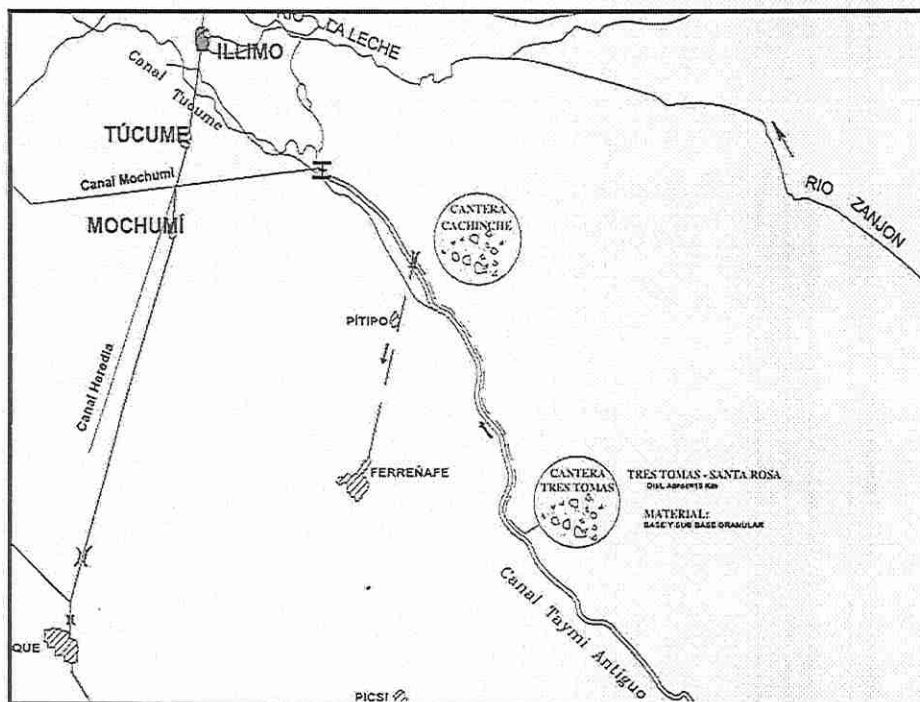 RIO LA LECHE
ILLIMO
Canal Tucume
TÚCUME
Canal Mochumi
MOCHUMÍ
CANTERA
CACHINCHE
RIO ZANJON
PÍTIPO
Canal Heredia
FERREÑAFE
CANTERA
TRES TOMAS
TRES TOMAS - SANTA ROSA
MATERIAL:
BASE Y SUB BASE GRANULAR
Canal Taymi Antiguo
QUE
PICSI